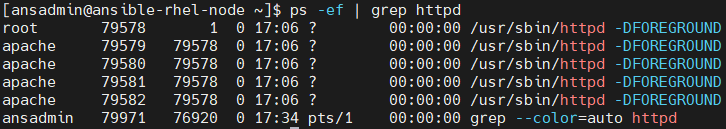 [ansadmin@ansible-rhel-node ~]$ ps -ef | grep httpd
root       79578       1  0 17:06 ?        00:00:00 /usr/sbin/httpd -DFOREGROUND
apache     79579   79578  0 17:06 ?        00:00:00 /usr/sbin/httpd -DFOREGROUND
apache     79580   79578  0 17:06 ?        00:00:00 /usr/sbin/httpd -DFOREGROUND
apache     79581   79578  0 17:06 ?        00:00:00 /usr/sbin/httpd -DFOREGROUND
apache     79582   79578  0 17:06 ?        00:00:00 /usr/sbin/httpd -DFOREGROUND
ansadmin   79971   76920  0 17:34 pts/1    00:00:00 grep --color=auto httpd